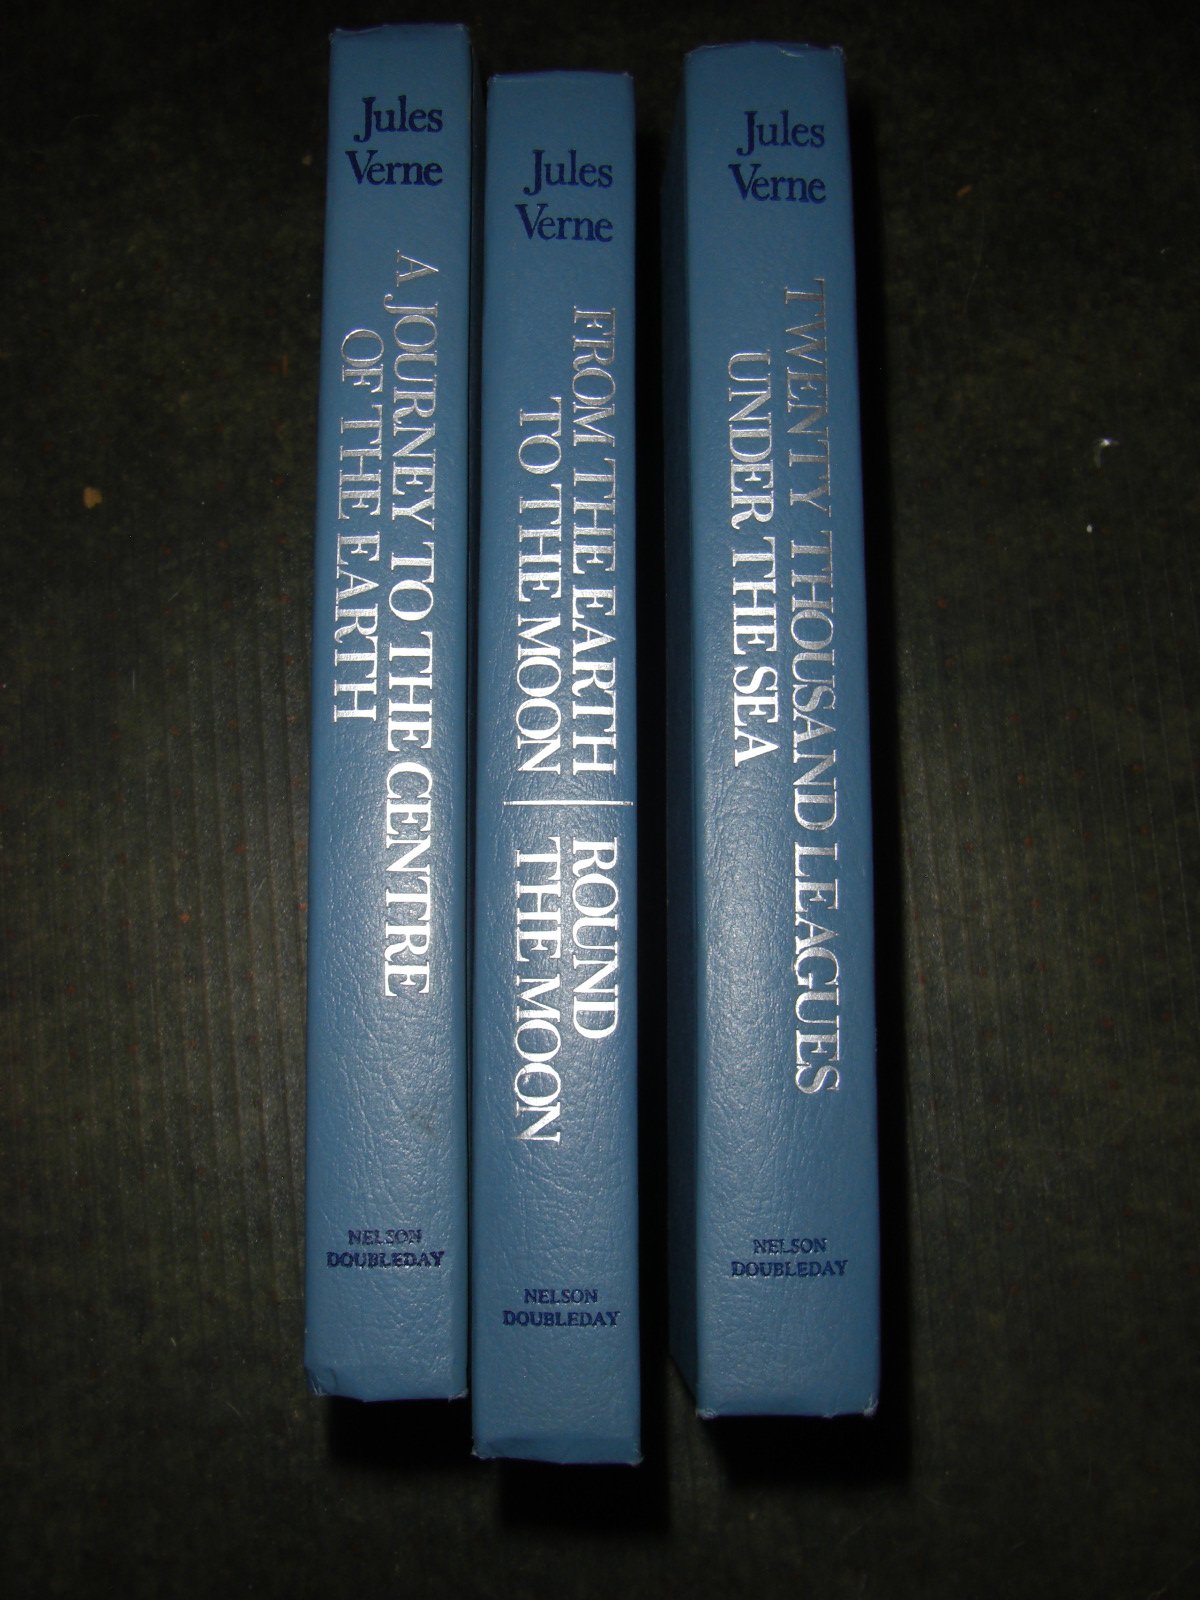 Jules
Verne
A JOURNEY TO THE CENTRE
OF THE EARTH
NELSON
DOUBLEDAY
Jules
Verne
FROM THE EARTH
TO THE MOON
ROUND
THE MOON
NELSON
DOUBLEDAY
Jules
Verne
TWENTY THOUSAND LEAGUES
UNDER THE SEA
NELSON
DOUBLEDAY